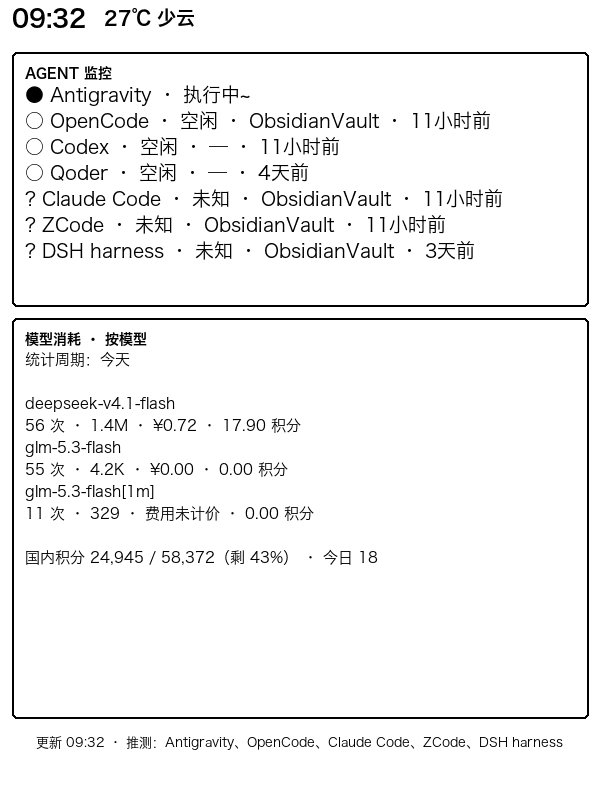 09:32 27℃ 少云
AGENT 监控
● Antigravity · 执行中~
○ OpenCode · 空闲 · ObsidianVault · 11小时前
○ Codex · 空闲 · — · 11小时前
○ Qoder · 空闲 · — · 4天前
? Claude Code · 未知 · ObsidianVault · 11小时前
? ZCode · 未知 · ObsidianVault · 11小时前
? DSH harness · 未知 · ObsidianVault · 3天前
模型消耗 · 按模型
统计周期：今天
deepseek-v4.1-flash
56 次 · 1.4M · ¥0.72 · 17.90 积分
glm-5.3-flash
55 次 · 4.2K · ¥0.00 · 0.00 积分
glm-5.3-flash[1m]
11 次 · 329 · 费用未计价 · 0.00 积分
国内积分 24,945 / 58,372（剩 43%） · 今日 18
更新 09:32 · 推测：Antigravity、OpenCode、Claude Code、ZCode、DSH harness